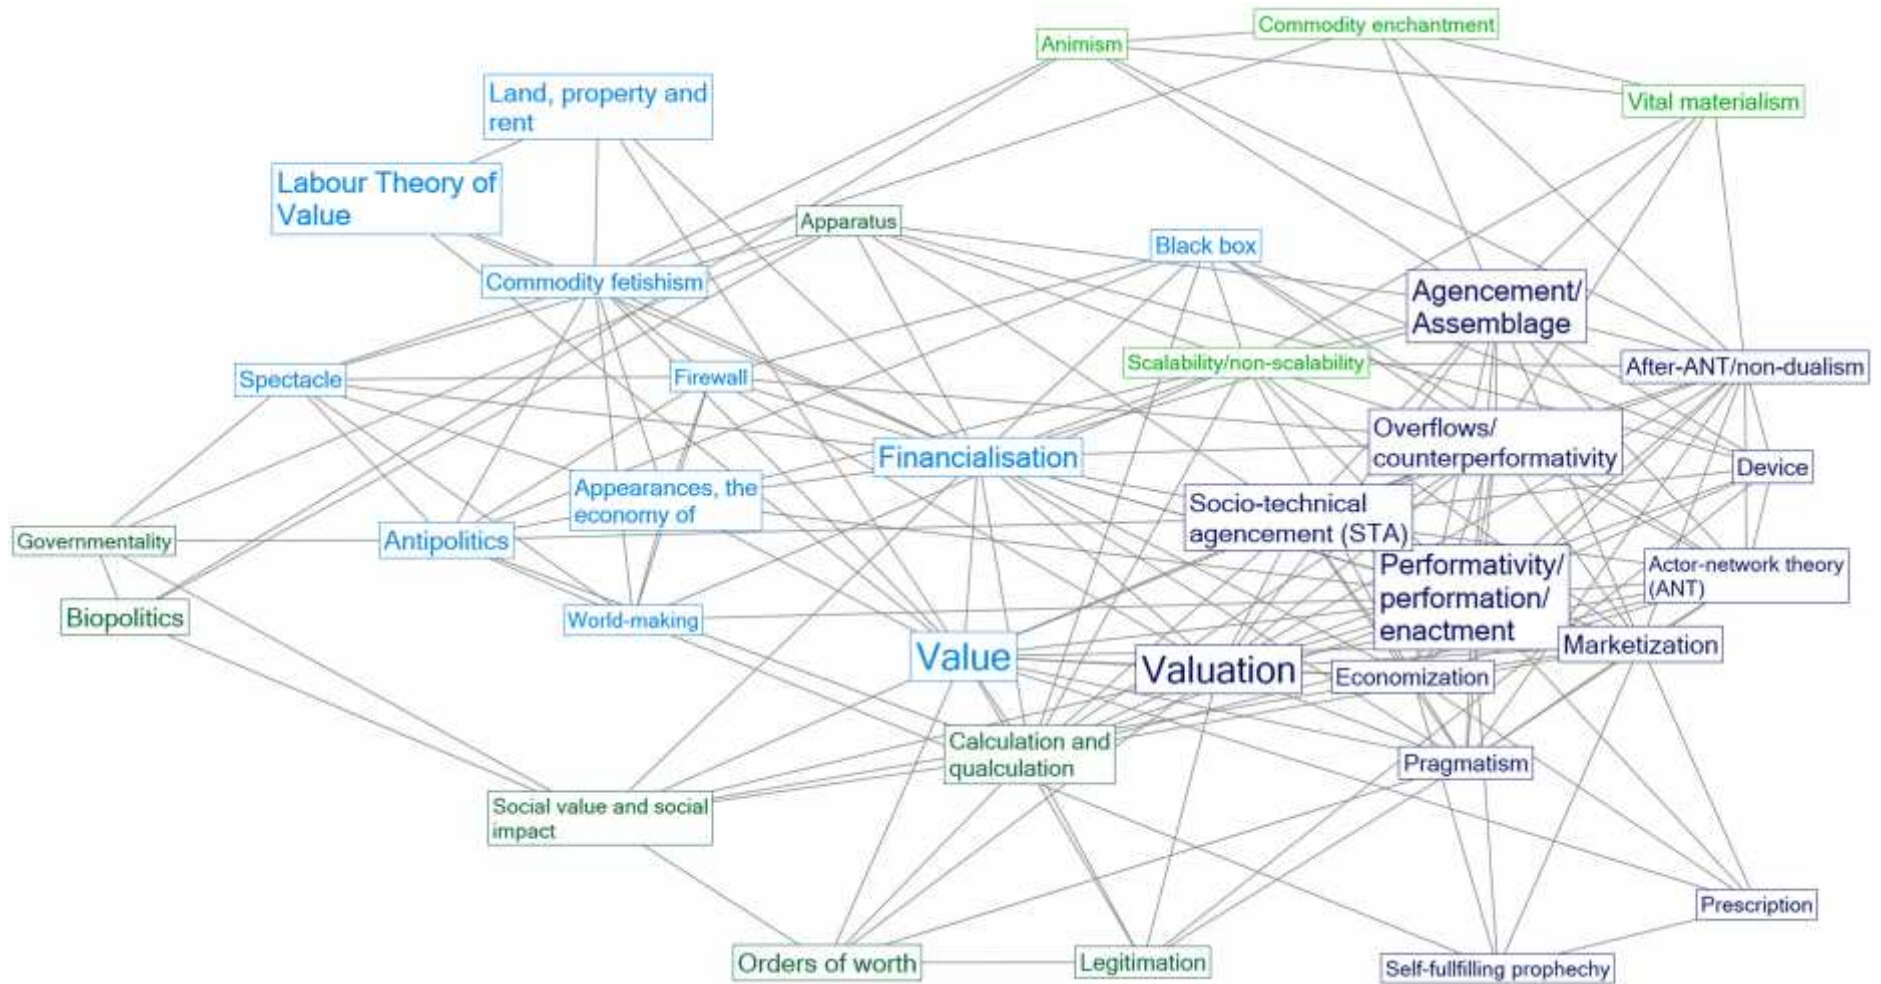 Commodity enchantment
Animism
Land, property and
rent
Vital materialism
Labour Theory of
Value
Apparatus
Black box
Commodity fetishism
Agencement/
Assemblage
Scalability/non-scalability
After-ANT/non-dualism
Spectacle
Firewall
Overflows/
counterperformativity
Financialisation
Device
Appearances, the
economy of
Socio-technical
agencement (STA)
Governmentality
Antipolitics
Performativity/
performation/
enactment
Actor-network theory
(ANT)
Biopolitics
World-making
Value
Valuation
Marketization
Economization
Calculation and
qualculation
Pragmatism
Social value and social
impact
Prescription
Orders of worth
Legitimation
Self-fullfilling prophechy